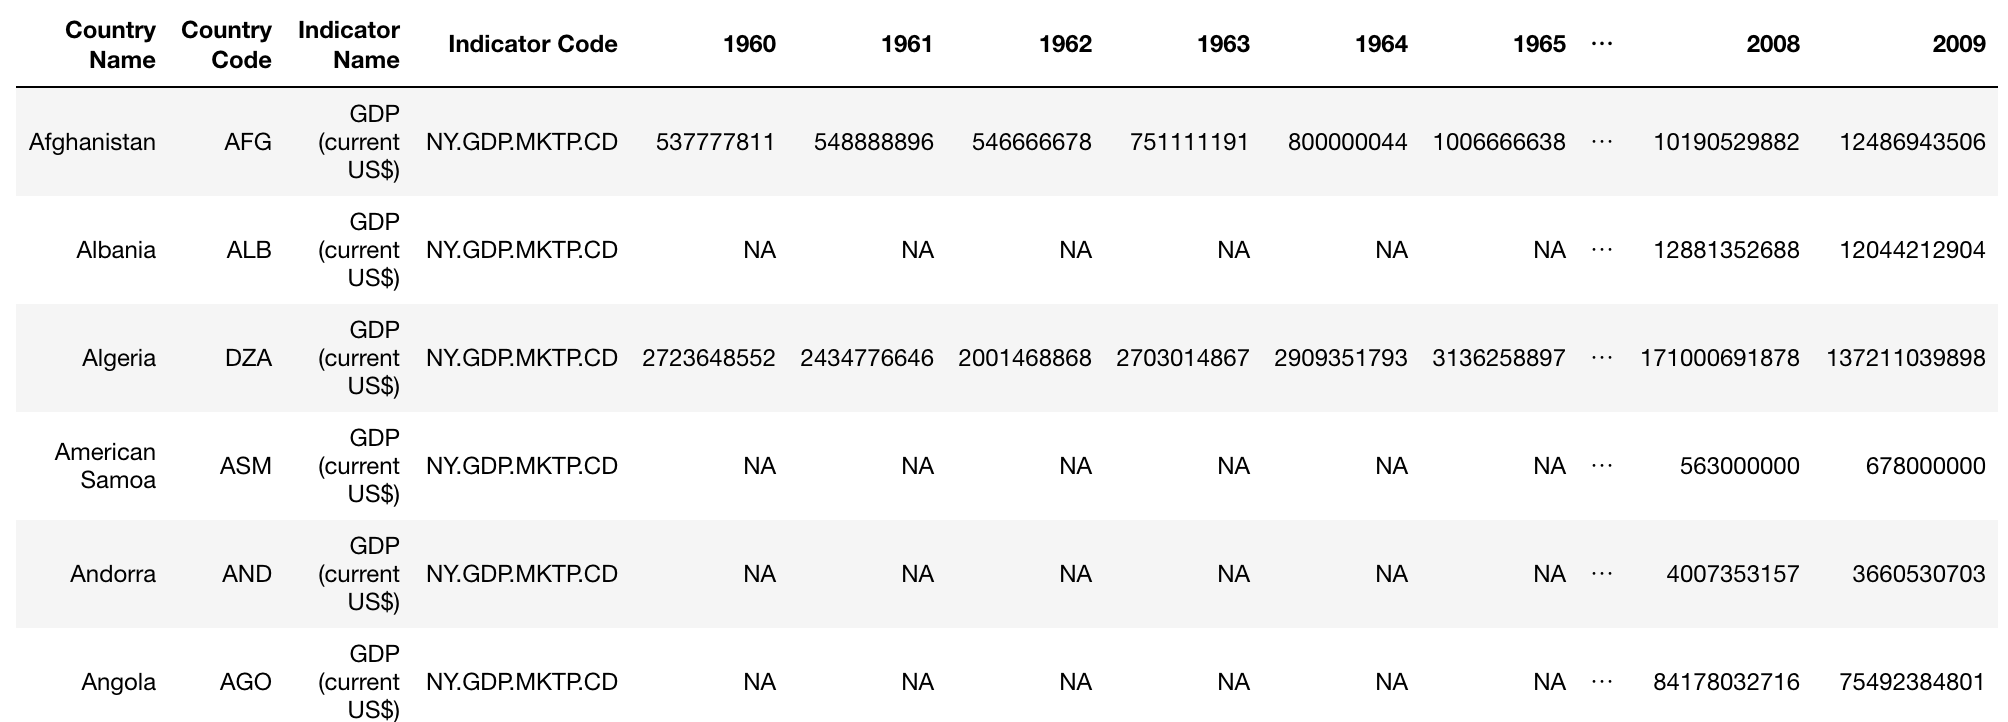 Country Name Country Code Indicator Name Indicator Code 1960 1961 1962 1963 1964 1965 ⋯ 2008 2009
Afghanistan AFG GDP (current US$) NY.GDP.MKTP.CD 537777811 548888896 546666678 751111191 800000044 1006666638 ⋯ 10190529882 12486943506
Albania ALB GDP (current US$) NY.GDP.MKTP.CD NA NA NA NA NA NA ⋯ 12881352688 12044212904
Algeria DZA GDP (current US$) NY.GDP.MKTP.CD 2723648552 2434776646 2001468868 2703014867 2909351793 3136258897 ⋯ 171000691878 137211039898
American Samoa ASM GDP (current US$) NY.GDP.MKTP.CD NA NA NA NA NA NA ⋯ 563000000 678000000
Andorra AND GDP (current US$) NY.GDP.MKTP.CD NA NA NA NA NA NA ⋯ 4007353157 3660530703
Angola AGO GDP (current US$) NY.GDP.MKTP.CD NA NA NA NA NA NA ⋯ 84178032716 75492384801